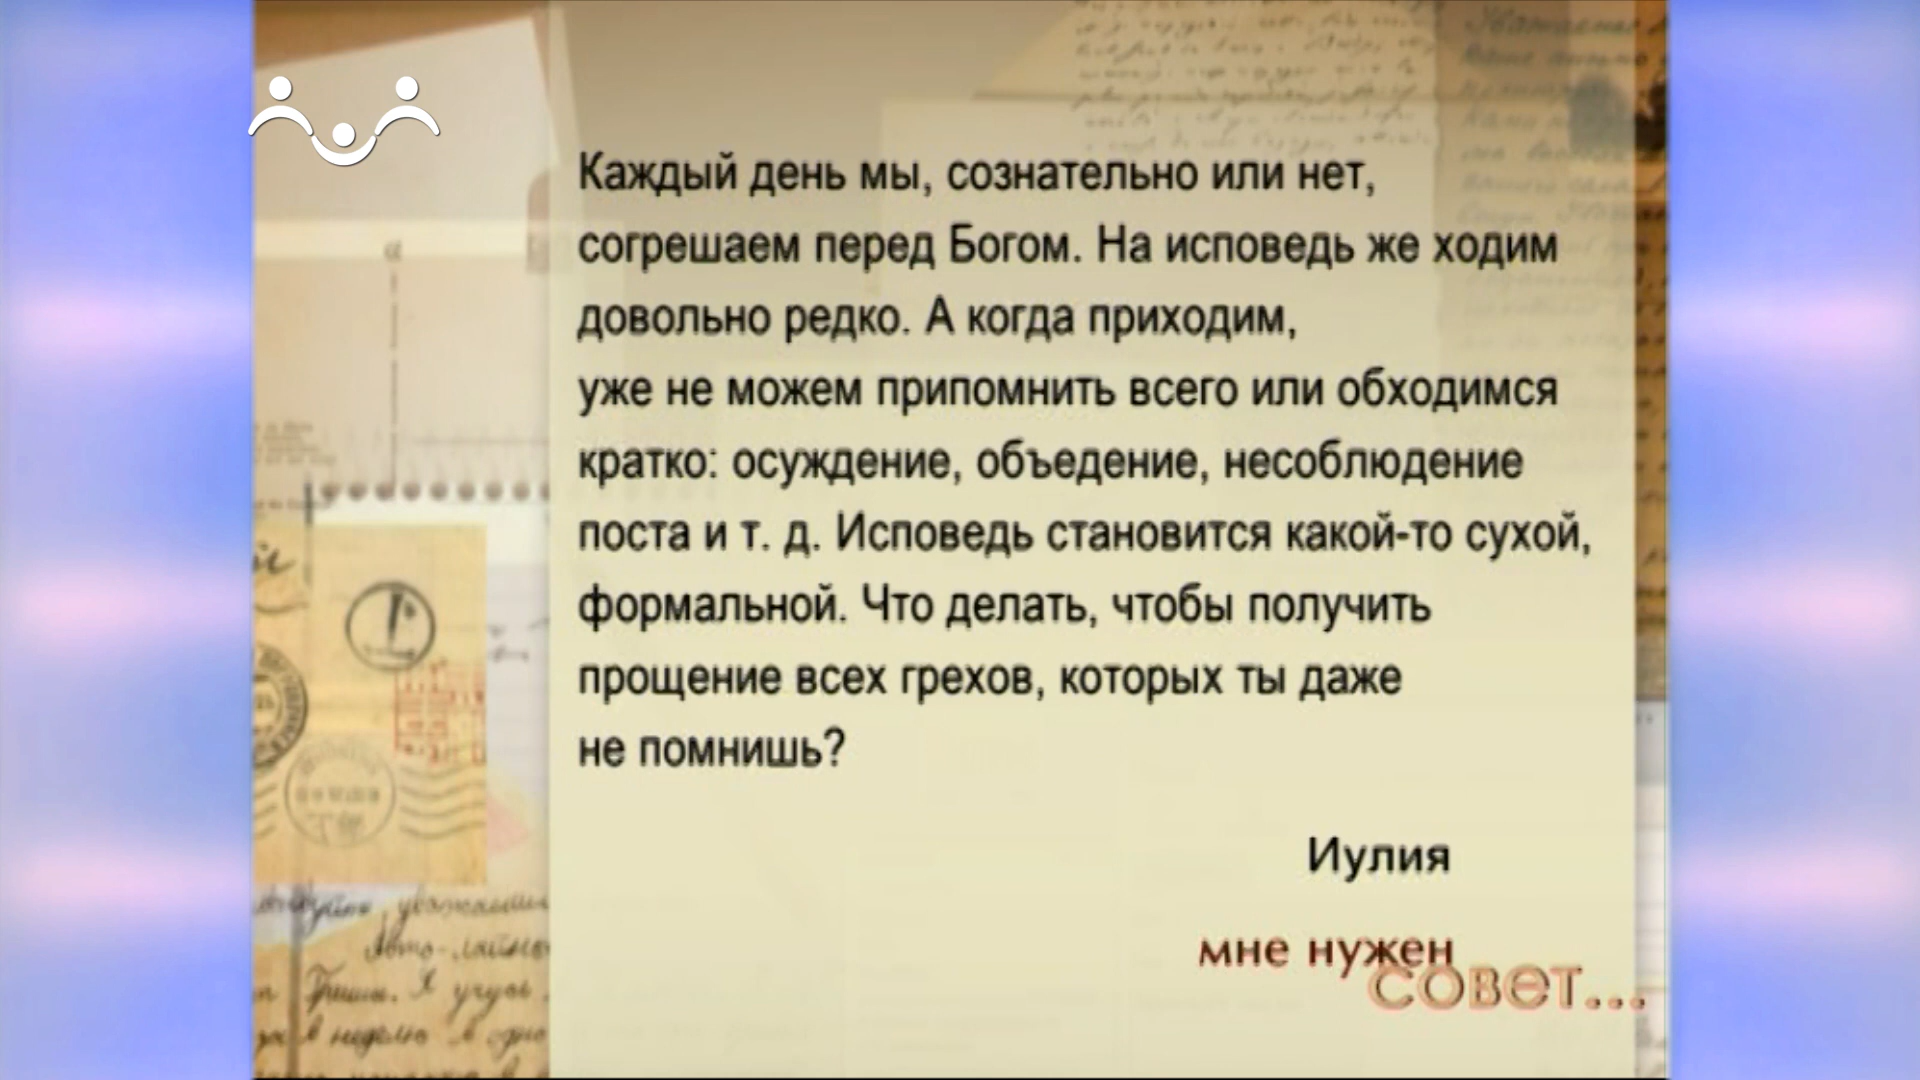 Каждый день мы, сознательно или нет,
согрешаем перед Богом. На исповедь же ходим
довольно редко. А когда приходим,
уже не можем припомнить всего или обходимся
кратко: осуждение, объедение, несоблюдение
поста и т. д. Исповедь становится какой-то сухой,
формальной. Что делать, чтобы получить
прощение всех грехов, которых ты даже
не помнишь?
Иулия
мне нужен
совет...